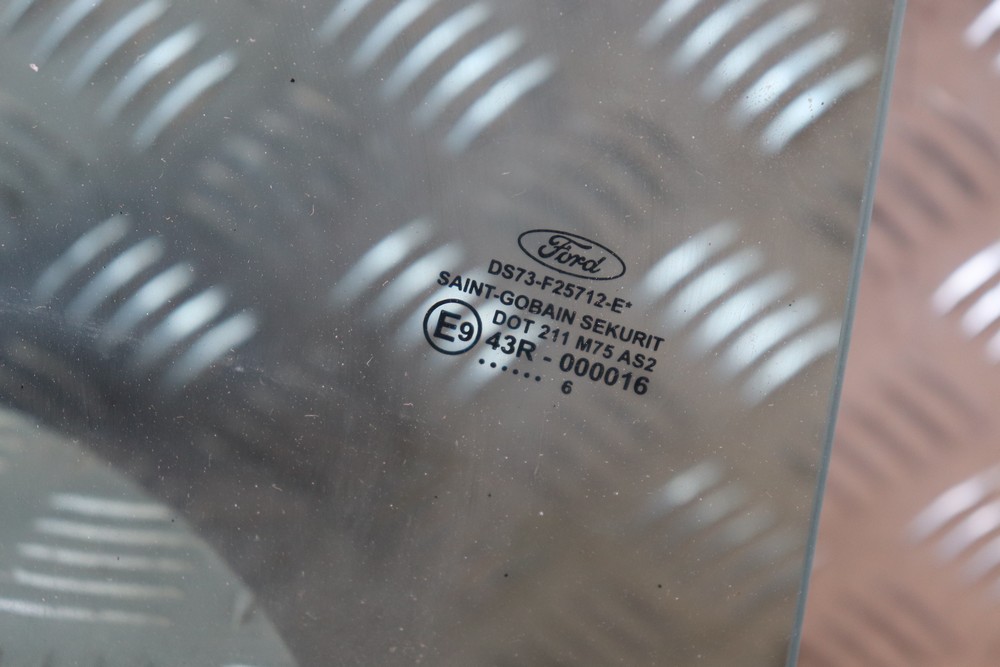 Ford
DS73-F25712-E*
SAINT-GOBAIN SEKURIT
DOT 211 M75 AS2
E9 43R - 000016
......
6